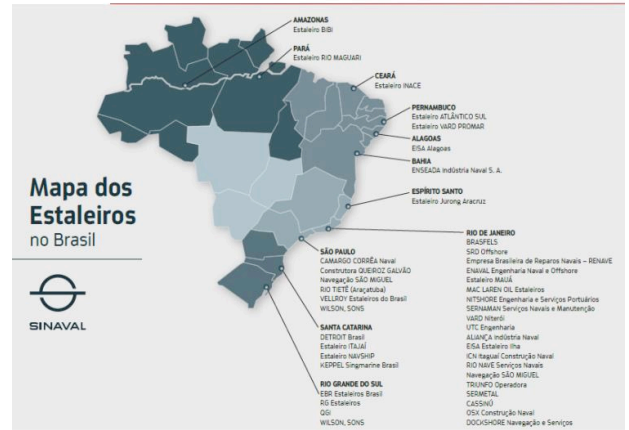 AMAZONAS
Estaleiro BIBI
PARÁ
Estaleiro RIO MAGUARI
CEARÁ
Estaleiro INACE
PERNAMBUCO
Estaleiro ATLÂNTICO SUL
Estaleiro VARD PROMAR
ALAGOAS
EISA Alagoas
BAHIA
ENSEADA Indústria Naval S. A.
ESPÍRITO SANTO
Estaleiro Jurong Aracruz
Mapa dos
Estaleiros
no Brasil
SINAVAL
SÃO PAULO
CAMARGO CORRÊA Naval
Construtora QUEIROZ GALVÃO
Navegação SÃO MIGUEL
RIO TIETÊ (Araçatuba)
VELLROY Estaleiros do Brasil
WILSON, SONS
SANTA CATARINA
DETROIT Brasil
Estaleiro ITAJAÍ
Estaleiro NAVSHIP
KEPPEL Singmarine Brasil
RIO GRANDE DO SUL
EBR Estaleiros Brasil
RG Estaleiros
QGI
WILSON, SONS
RIO DE JANEIRO
BRASFELS
SRD Offshore
Empresa Brasileira de Reparos Navais – RENAVE
ENAVAL Engenharia Naval e Offshore
Estaleiro MAUÁ
MAC LAREN OIL Estaleiros
NITSHORE Engenharia e Serviços Portuários
SERNAMAN Serviços Navais e Manutenção
VARD Niterói
UTC Engenharia
ALIANÇA Indústria Naval
EISA Estaleiro Ilha
ICN Itaguaí Construção Naval
RIO NAVE Serviços Navais
Navegação SÃO MIGUEL
TRIUNFO Operadora
SERMETAL
CASSINÚ
OSX Construção Naval
DOCKSHORE Navegação e Serviços